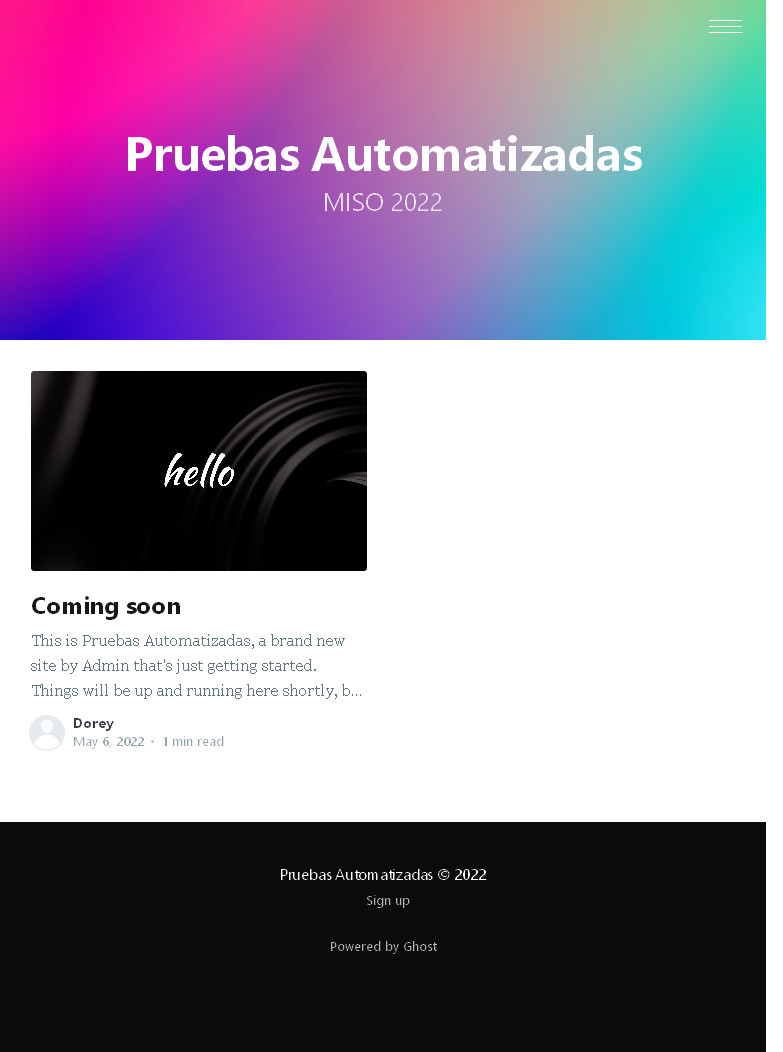 Pruebas Automatizadas
MISO 2022
hello
Coming soon
This is Pruebas Automatizadas, a brand new
site by Admin that's just getting started.
Things will be up and running here shortly, b...
Dorey
May 6, 2022 • 1 min read
Pruebas Automatizadas © 2022
Sign up
Powered by Ghost